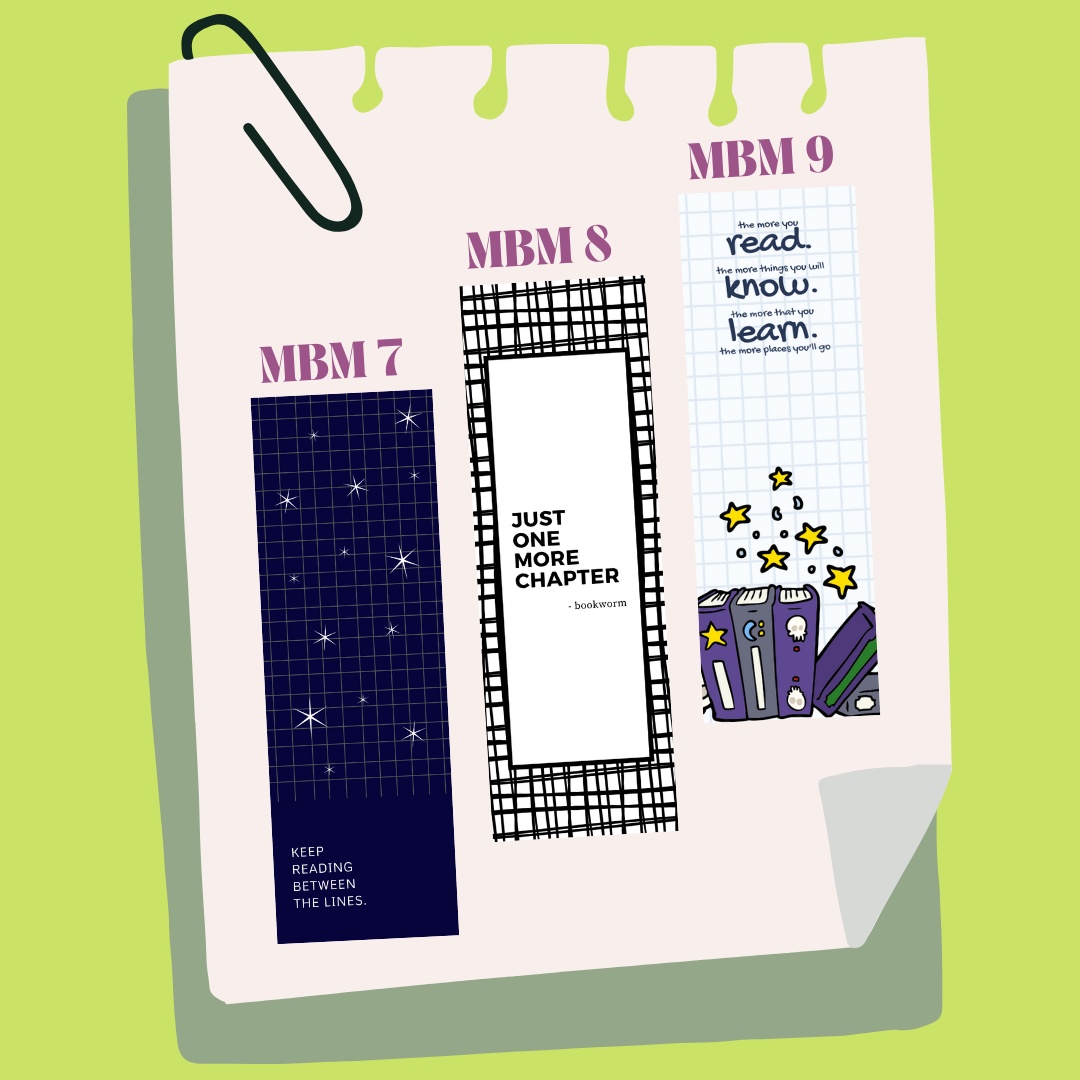 MBM 7
KEEP
READING
BETWEEN
THE LINES.
MBM 8
JUST
ONE
MORE
CHAPTER
- bookworm
MBM 9
the more you
read.
the more things you will
know.
the more that you
learn.
the more places you'll go